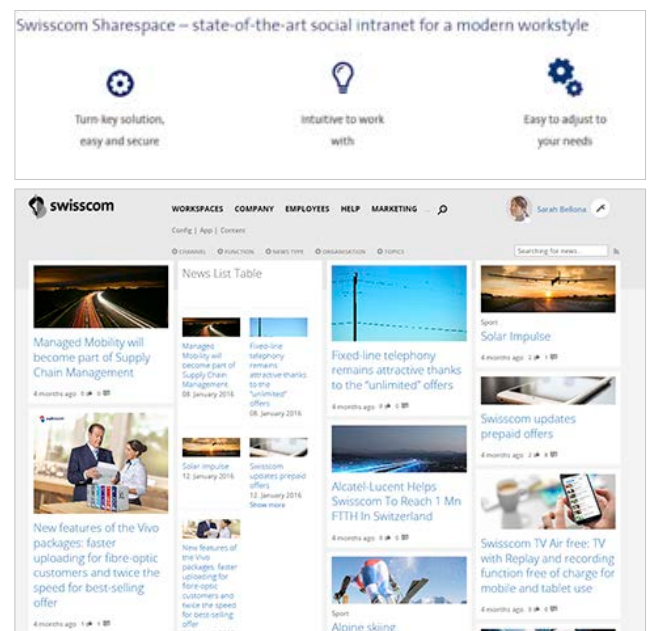 Swisscom Sharespace – state-of-the-art social intranet for a modern workstyle
Turn-key solution,
easy and secure
Intuitive to work
with
Easy to adjust to
your needs
swisscom
WORKSPACES COMPANY EMPLOYEES HELP MARKETING ...
Sarah Bellona
Config | App | Content
CHANNEL FUNCTION NEWS TYPE ORGANISATION TOPICS
Searching for news...
Managed Mobility will
become part of Supply
Chain Management
4 months ago
New features of the Vivo
packages: faster
uploading for fibre-optic
customers and twice the
speed for best-selling
offer
4 months ago
News List Table
Managed
Mobility will
become part of
Supply Chain
Management
08. January 2016
Fixed-line
telephony
remains
attractive thanks
to the
"unlimited"
offers
08. January 2016
Solar Impulse
12. January 2016
Swisscom
updates prepaid
offers
12. January 2016
Show more
New features of
the Vivo
packages: faster
uploading for
fibre-optic
customers and
twice the speed
for best-selling
offer
Fixed-line telephony
remains attractive thanks
to the "unlimited" offers
4 months ago
Alcatel-Lucent Helps
Swisscom To Reach 1 Mn
FTTH In Switzerland
4 months ago
Sport
Alpine skiing
Sport
Solar Impulse
4 months ago 2 1
Swisscom updates
prepaid offers
4 months ago
Swisscom TV Air free: TV
with Replay and recording
function free of charge for
mobile and tablet use
4 months ago